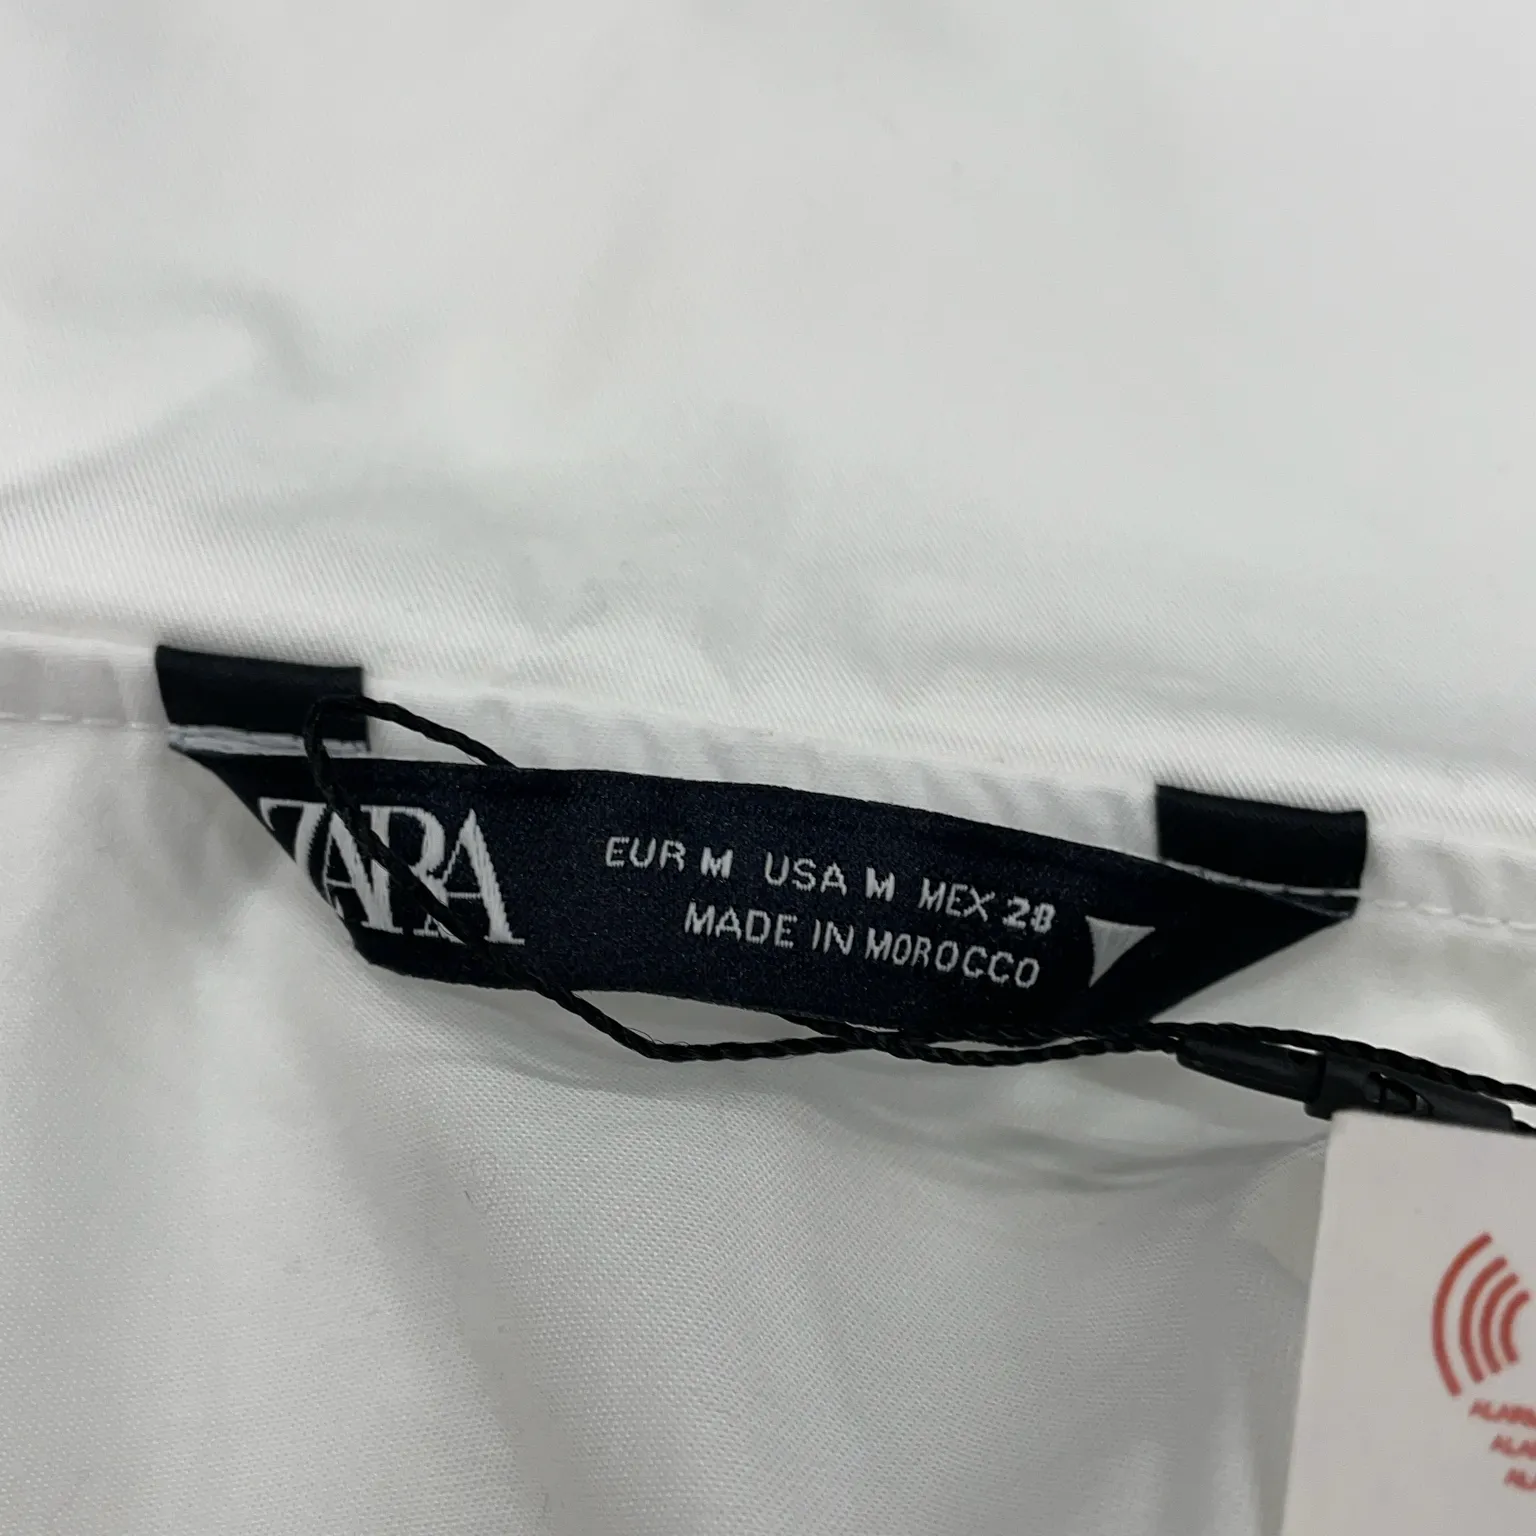 ZARA
EUR M USA M MEX 28
MADE IN MOROCCO